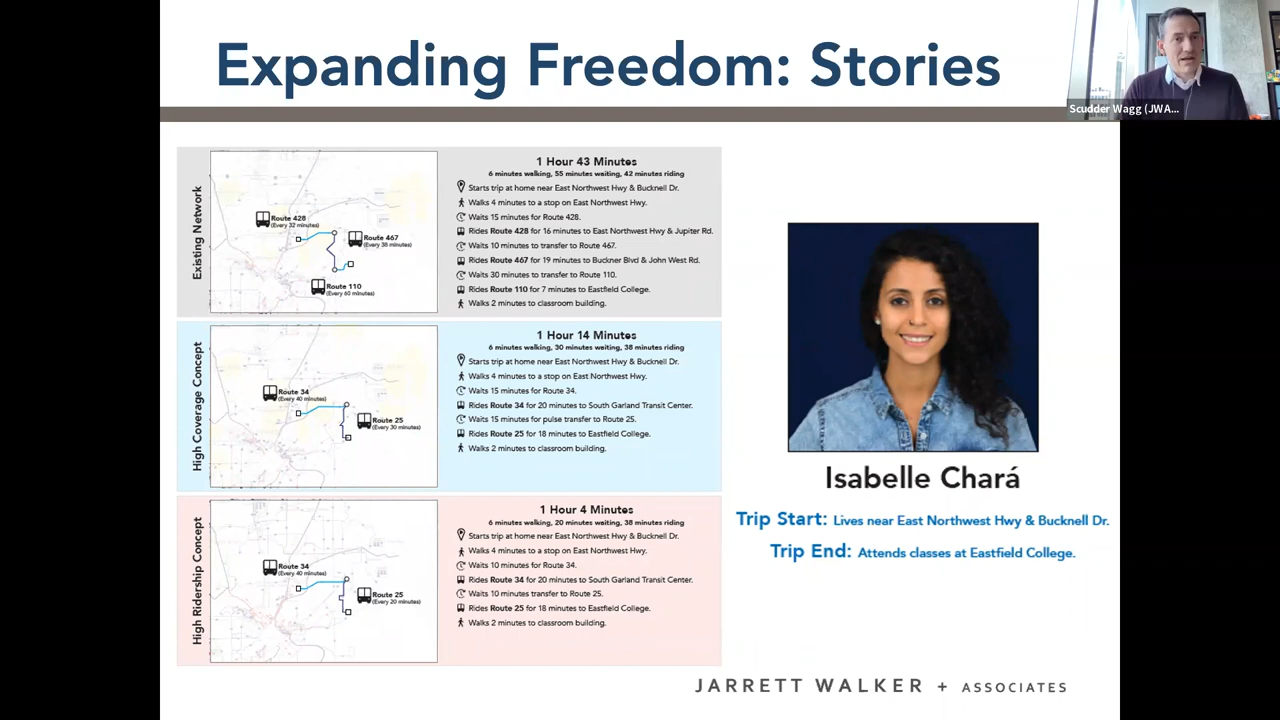 Expanding Freedom: Stories
Scudder Wagg (JWA...
Existing Network
Route 428
(Every 32 minutes)
Route 467
(Every 38 minutes)
Route 110
(Every 60 minutes)
1 Hour 43 Minutes
6 minutes walking, 55 minutes waiting, 42 minutes riding
Starts trip at home near East Northwest Hwy & Bucknell Dr.
Walks 4 minutes to a stop on East Northwest Hwy.
Waits 15 minutes for Route 428.
Rides Route 428 for 16 minutes to East Northwest Hwy & Jupiter Rd.
Waits 10 minutes to transfer to Route 467.
Rides Route 467 for 19 minutes to Buckner Blvd & John West Rd.
Waits 30 minutes to transfer to Route 110.
Rides Route 110 for 7 minutes to Eastfield College.
Walks 2 minutes to classroom building.
High Coverage Concept
Route 34
(Every 40 minutes)
Route 25
(Every 30 minutes)
1 Hour 14 Minutes
6 minutes walking, 30 minutes waiting, 38 minutes riding
Starts trip at home near East Northwest Hwy & Bucknell Dr.
Walks 4 minutes to a stop on East Northwest Hwy.
Waits 15 minutes for Route 34.
Rides Route 34 for 20 minutes to South Garland Transit Center.
Waits 15 minutes for pulse transfer to Route 25.
Rides Route 25 for 18 minutes to Eastfield College.
Walks 2 minutes to classroom building.
High Ridership Concept
Route 34
(Every 40 minutes)
Route 25
(Every 20 minutes)
1 Hour 4 Minutes
6 minutes walking, 20 minutes waiting, 38 minutes riding
Starts trip at home near East Northwest Hwy & Bucknell Dr.
Walks 4 minutes to a stop on East Northwest Hwy.
Waits 10 minutes for Route 34.
Rides Route 34 for 20 minutes to South Garland Transit Center.
Waits 10 minutes transfer to Route 25.
Rides Route 25 for 18 minutes to Eastfield College.
Walks 2 minutes to classroom building.
Isabelle Chará
Trip Start: Lives near East Northwest Hwy & Bucknell Dr.
Trip End: Attends classes at Eastfield College.
JARRETT WALKER + ASSOCIATES